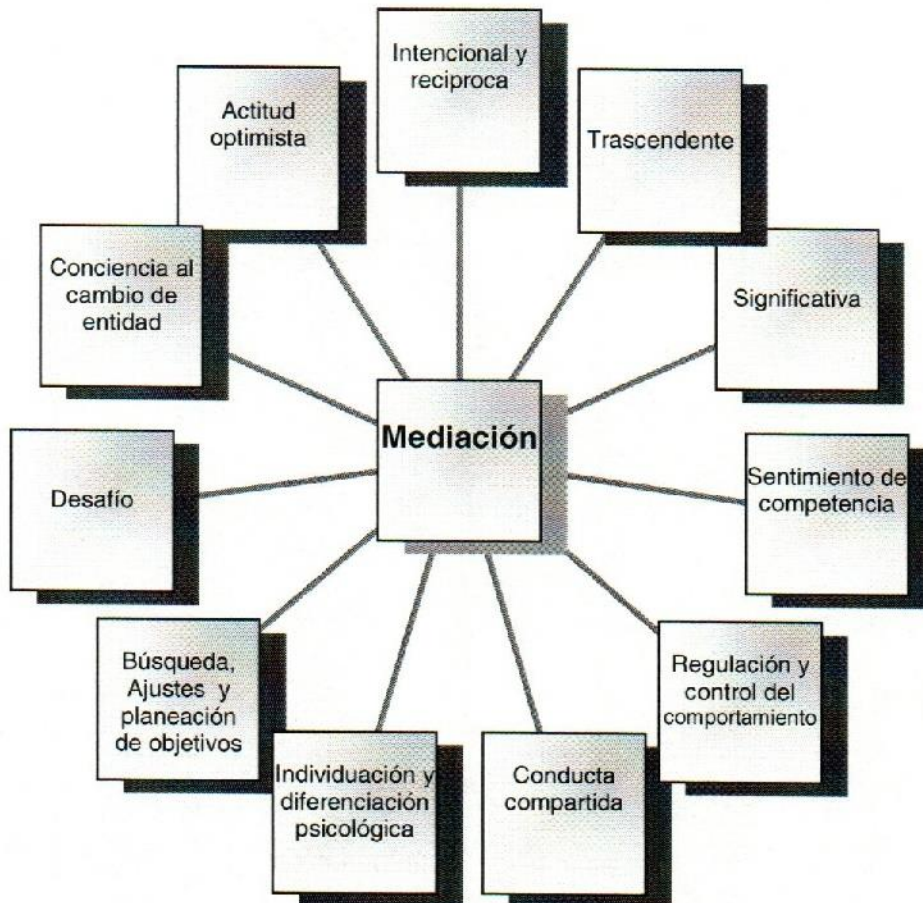 Intencional y
reciproca
Trascendente
Significativa
Sentimiento de
competencia
Regulación y
control del
comportamiento
Conducta
compartida
Individuación y
diferenciación
psicológica
Búsqueda,
Ajustes y
planeación
de objetivos
Desafío
Conciencia al
cambio de
entidad
Actitud
optimista
Mediación